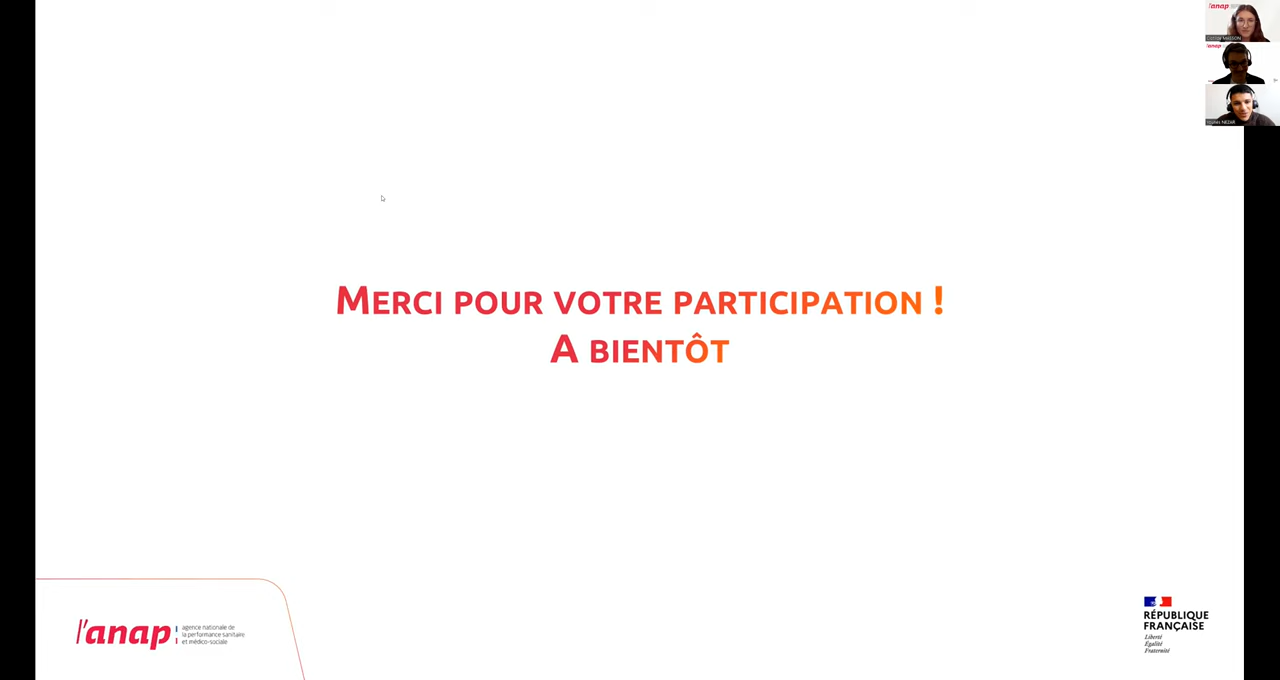 l'anap
MERCI POUR VOTRE PARTICIPATION !
A BIENTÔT
l'anap
agence nationale de
la performance sanitaire
et médico-sociale
RÉPUBLIQUE
FRANÇAISE
Liberté
Égalité
Fraternité